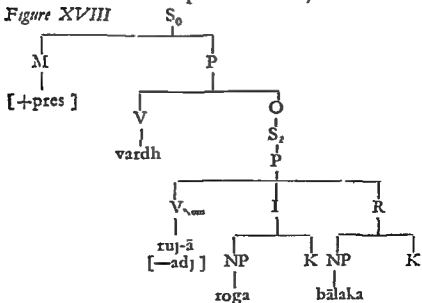 Figure XVIII S₀
M P
[+pres] V O
vardh S₂
P
V I R
ruj-ā
[—adj] NP K NP K
roga bālaka